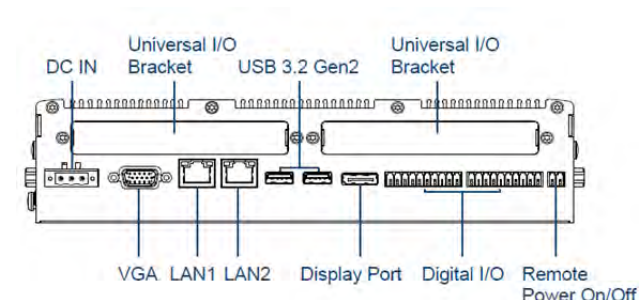 Universal I/O
Bracket
Universal I/O
Bracket
DC IN
USB 3.2 Gen2
VGA
LAN1
LAN2
Display Port
Digital I/O
Remote
Power On/Off